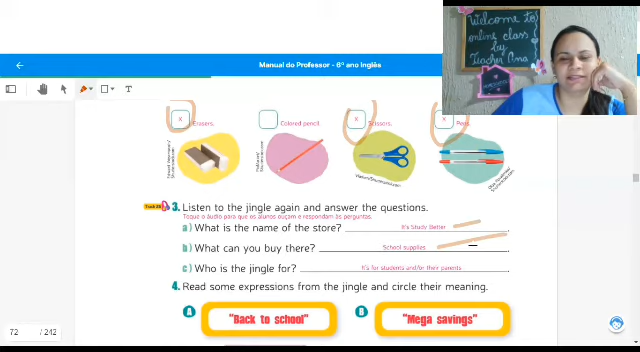 Welcome to
online class
by
Teacher Ana
Manual do Professor - 6º ano Inglês
T
x Erasers.
Colored pencil.
x Scissors.
x Pens.
3. Listen to the jingle again and answer the questions.
Toque o áudio para que os alunos ouçam e respondam às perguntas.
a) What is the name of the store? It's Study Better .
b) What can you buy there? School supplies .
c) Who is the jingle for? It's for students and/or their parents .
4. Read some expressions from the jingle and circle their meaning.
A "Back to school"
B "Mega savings"
72 / 242